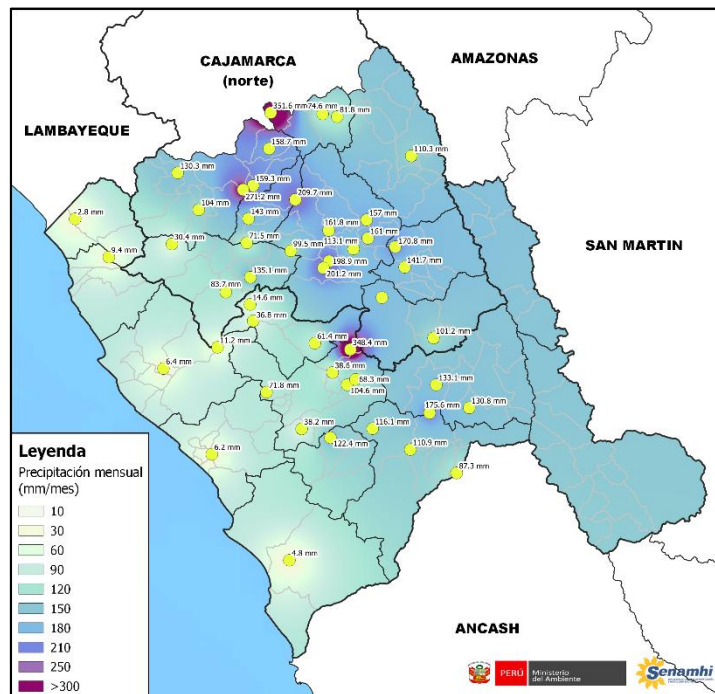 CAJAMARCA
(norte)
AMAZONAS
LAMBAYEQUE
SAN MARTIN
ANCASH
351.6 mm
74.6 mm
81.8 mm
158.7 mm
110.3 mm
130.3 mm
159.3 mm
271.2 mm
209.7 mm
104 mm
2.8 mm
143 mm
157 mm
161.8 mm
161 mm
30.4 mm
71.5 mm
99.5 mm
113.1 mm
170.8 mm
9.4 mm
198.9 mm
201.2 mm
141.7 mm
135.1 mm
83.7 mm
14.6 mm
36.8 mm
101.2 mm
11.2 mm
61.4 mm
348.4 mm
6.4 mm
38.6 mm
68.3 mm
104.6 mm
133.1 mm
71.8 mm
175.6 mm
130.8 mm
38.2 mm
116.1 mm
122.4 mm
6.2 mm
110.9 mm
87.3 mm
4.8 mm
Leyenda
Precipitación mensual
(mm/mes)
10
30
60
90
120
150
180
210
250
>300
PERÚ
Ministerio
del Ambiente
Senamhi